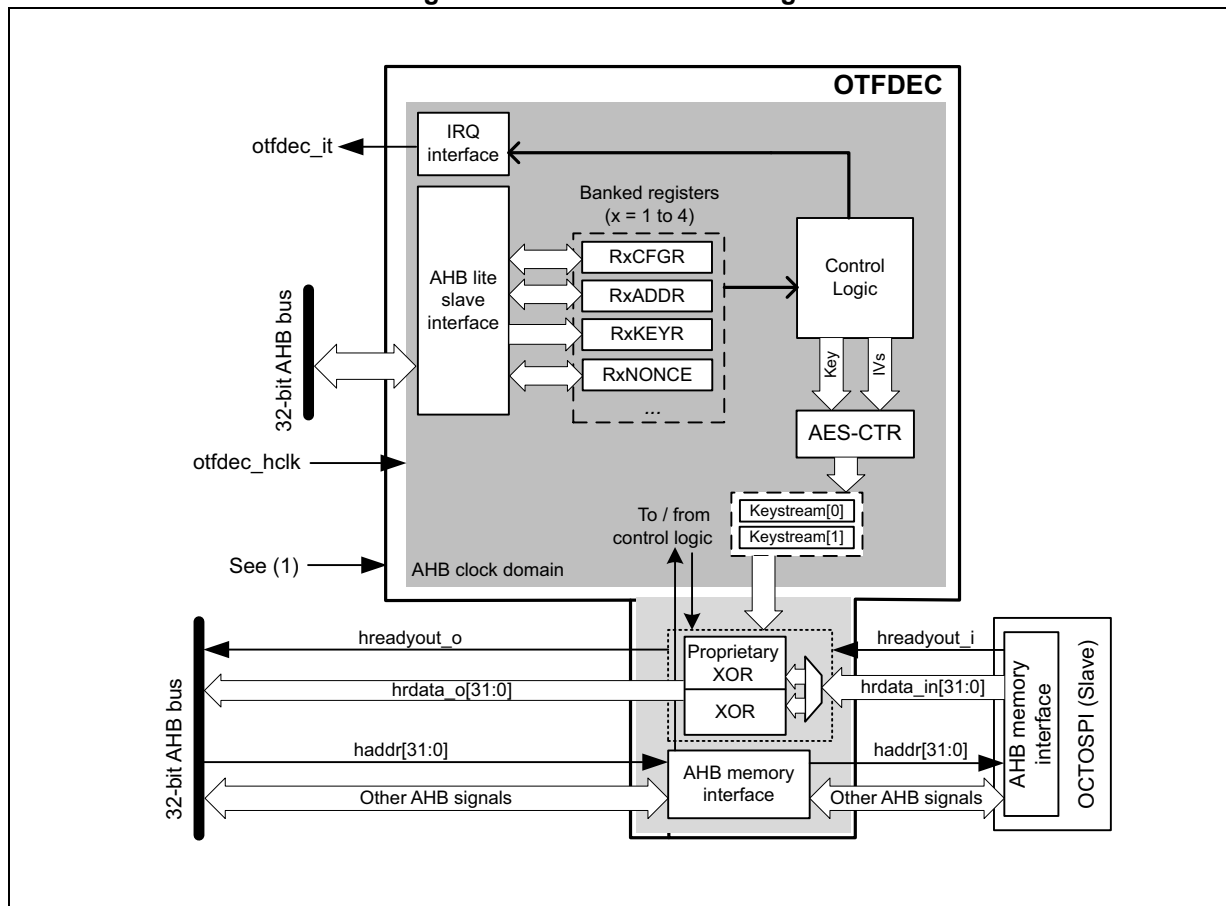 OTFDEC
IRQ
interface
otfdec_it
Banked registers
(x = 1 to 4)
AHB lite
slave
interface
RxCFGR
RxADDR
RxKEYR
RxNONCE
...
Control
Logic
Key
IVs
AES-CTR
32-bit AHB bus
otfdec_hclk
Keystream[0]
Keystream[1]
To / from
control logic
See (1)
AHB clock domain
hreadyout_o
Proprietary
XOR
XOR
hreadyout_i
hrdata_o[31:0]
hrdata_in[31:0]
haddr[31:0]
haddr[31:0]
AHB memory
interface
Other AHB signals
Other AHB signals
32-bit AHB bus
AHB memory
interface
OCTOSPI (Slave)